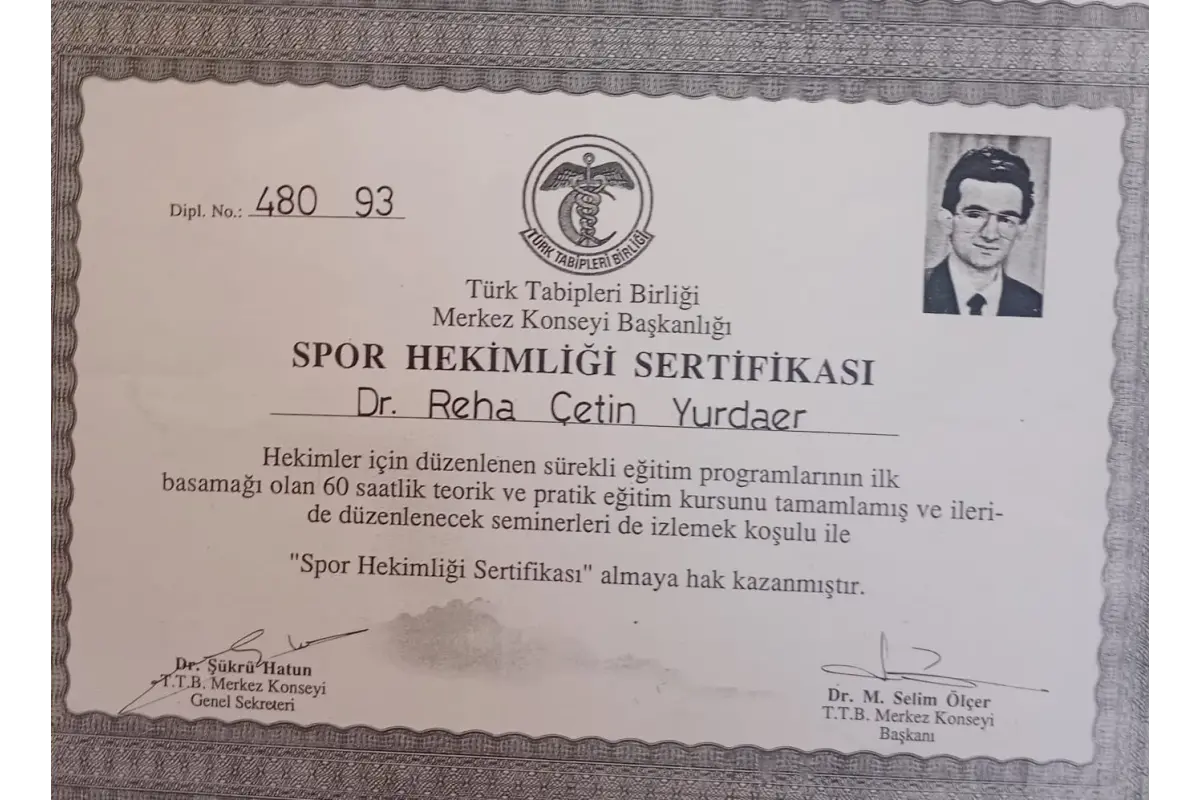 Dipl. No.: 480 93
TÜRK TABİPLERİ BİRLİĞİ
Türk Tabipleri Birliği
Merkez Konseyi Başkanlığı
SPOR HEKİMLİĞİ SERTİFİKASI
Dr. Reha Çetin Yurdaer
Hekimler için düzenlenen sürekli eğitim programlarının ilk
basamağı olan 60 saatlik teorik ve pratik eğitim kursunu tamamlamış ve ileri-
de düzenlenecek seminerleri de izlemek koşulu ile
"Spor Hekimliği Sertifikası" almaya hak kazanmıştır.
Dr. Şükrü Hatun
T.T.B. Merkez Konseyi
Genel Sekreteri
Dr. M. Selim Ölçer
T.T.B. Merkez Konseyi
Başkanı